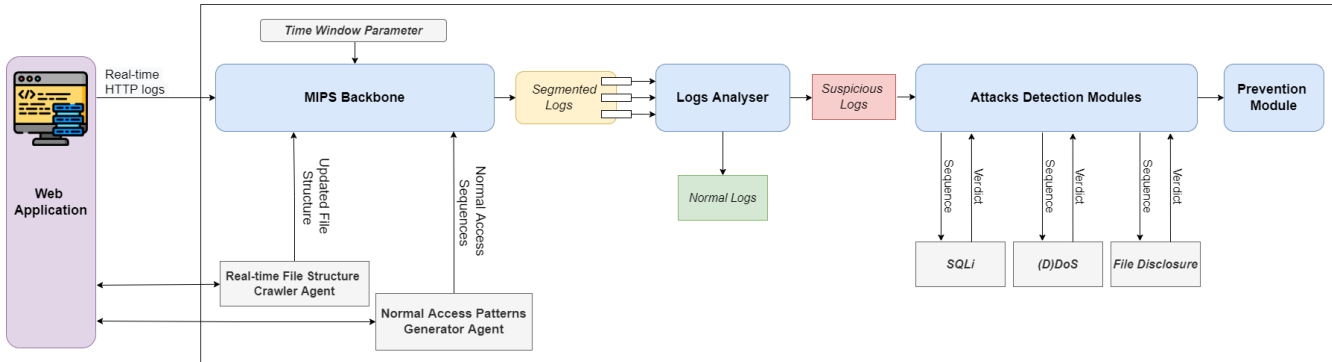 Time Window Parameter
Real-time
HTTP logs
</>
Web
Application
MIPS Backbone
Segmented
Logs
Logs Analyser
Suspicious
Logs
Attacks Detection Modules
Prevention
Module
Updated File
Structure
Normal Access
Sequences
Normal Logs
Sequence
Verdict
Sequence
Verdict
Sequence
Verdict
SQLi
(D)DoS
File Disclosure
Real-time File Structure
Crawler Agent
Normal Access Patterns
Generator Agent